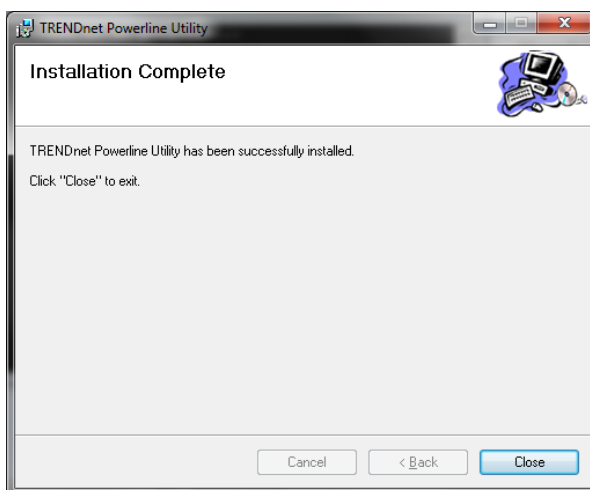 TRENDnet Powerline Utility
Installation Complete
TRENDnet Powerline Utility has been successfully installed.
Click "Close" to exit.
Cancel
< Back
Close